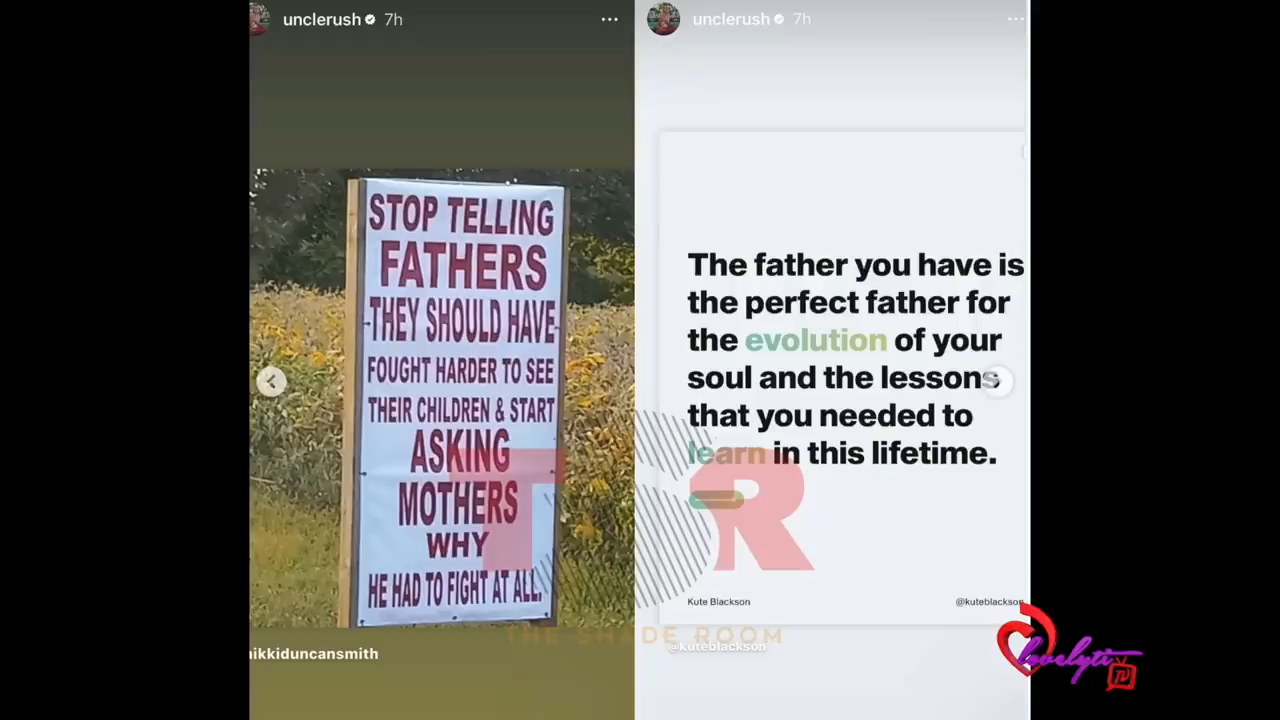 unclerush 7h
STOP TELLING
FATHERS
THEY SHOULD HAVE
FOUGHT HARDER TO SEE
THEIR CHILDREN & START
ASKING
MOTHERS
WHY
HE HAD TO FIGHT AT ALL.
nikkiduncansmith
unclerush 7h
The father you have is
the perfect father for
the evolution of your
soul and the lessons
that you needed to
learn in this lifetime.
Kute Blackson @kuteblackson
@kuteblackson
TSR
THE SHADE ROOM
lovelyti
TV